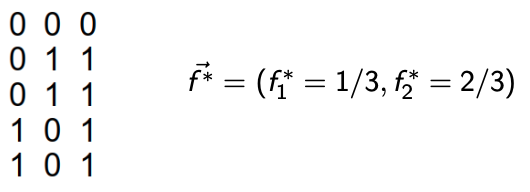 0 0 0
0 1 1
0 1 1
1 0 1
1 0 1
f⃗* = (f₁* = 1/3, f₂* = 2/3)